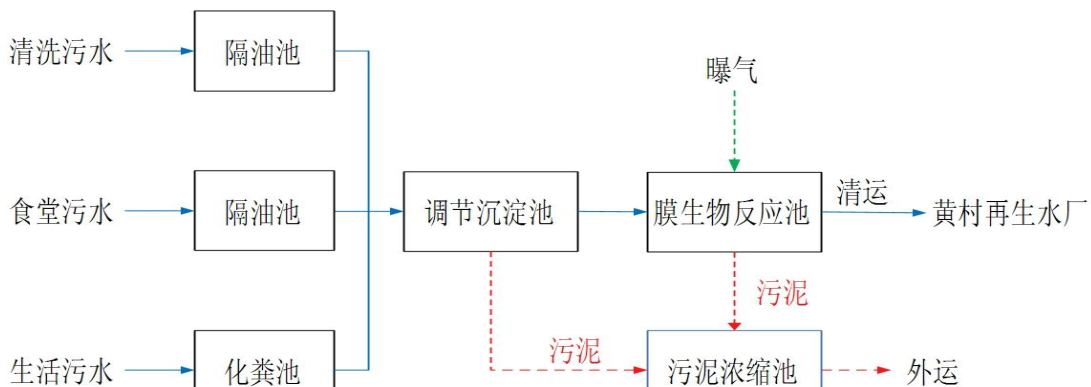 清洗污水
隔油池
曝气
食堂污水
隔油池
调节沉淀池
膜生物反应池
清运
黄村再生水厂
污泥
污泥
生活污水
化粪池
污泥浓缩池
外运